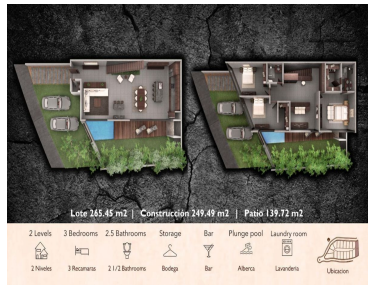 Lote 265.45 m2 | Construcción 249.49 m2 | Patio 139.72 m2
2 Levels 3 Bedrooms 2.5 Bathrooms Storage Bar Plunge pool Laundry room
2 Niveles 3 Recamaras 2 1/2 Bathrooms Bodega Bar Alberca Lavanderia Ubicacion